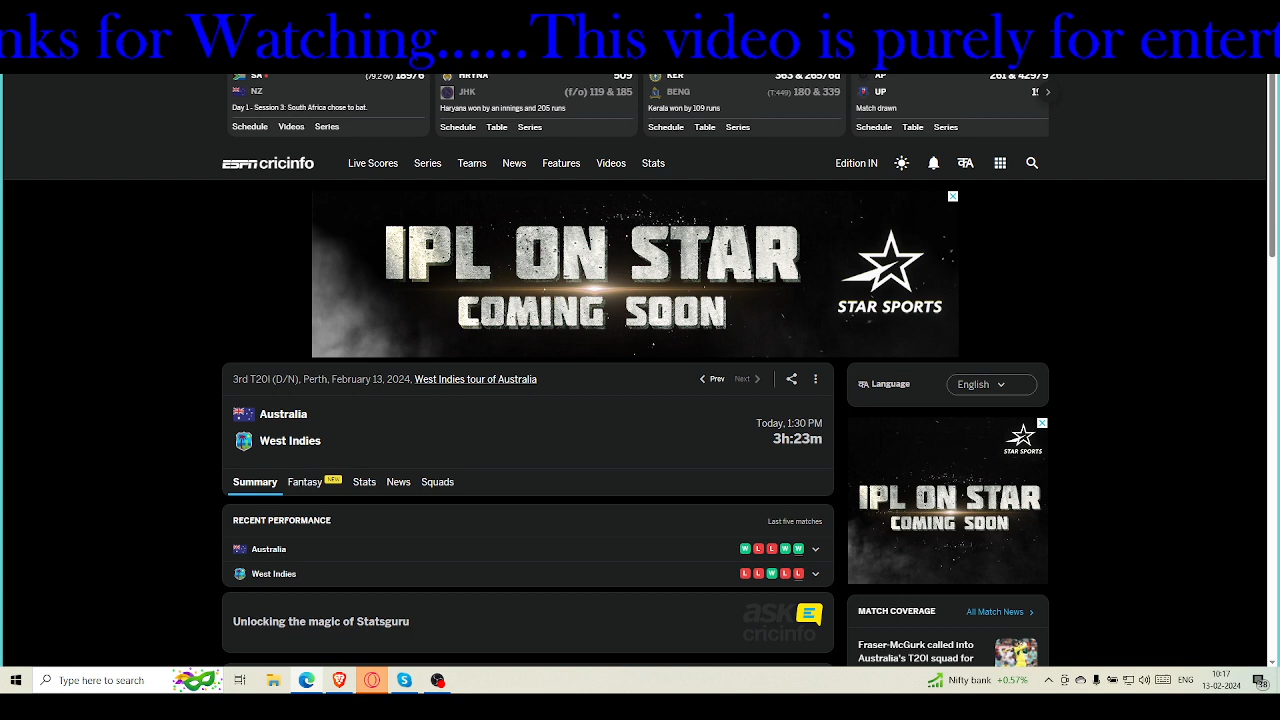 nks for Watching......This video is purely for entert
SA (79.2 ov) 189/6
NZ
Day 1 - Session 3: South Africa chose to bat.
Schedule Videos Series
HRYNA 509
JHK (f/o) 119 & 185
Haryana won by an innings and 205 runs
Schedule Table Series
KER 363 & 265/6d
BENG (T:449) 180 & 339
Kerala won by 109 runs
Schedule Table Series
AP 261 & 429/9
UP
Match drawn
Schedule Table Series
ESPN cricinfo Live Scores Series Teams News Features Videos Stats Edition IN
IPL ON STAR
COMING SOON
STAR SPORTS
3rd T20I (D/N), Perth, February 13, 2024, West Indies tour of Australia Prev Next
Language English
Australia
West Indies
Today, 1:30 PM
3h:23m
Summary Fantasy NEW Stats News Squads
STAR SPORTS
IPL ON STAR
COMING SOON
RECENT PERFORMANCE Last five matches
Australia W L L W W
West Indies L L W L L
Unlocking the magic of Statsguru
ask cricinfo
MATCH COVERAGE All Match News
Fraser-McGurk called into
Australia's T20I squad for
Type here to search
Nifty bank +0.57%
ENG
10:17
13-02-2024
38